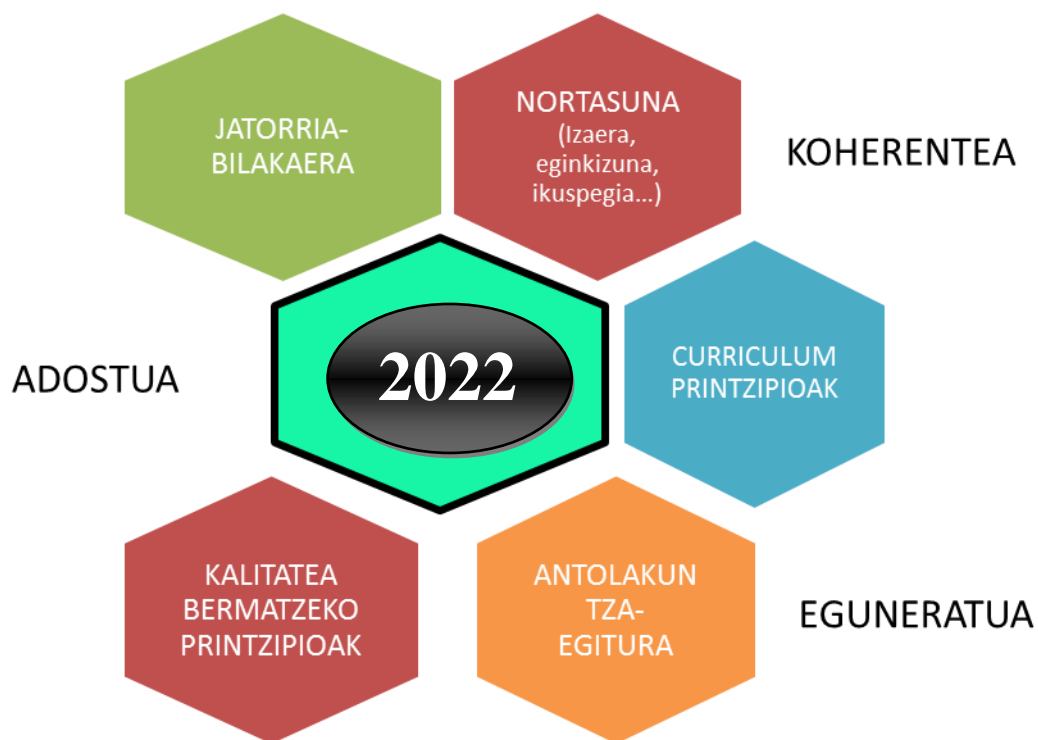 JATORRIA-
BILAKAERA
NORTASUNA
(Izaera,
eginkizuna,
ikuspegia...)
KOHERENTEA
ADOSTUA
2022
CURRICULUM
PRINTZIPIOAK
KALITATEA
BERMATZEKO
PRINTZIPIOAK
ANTOLAKUN
TZA-
EGITURA
EGUNERATUA